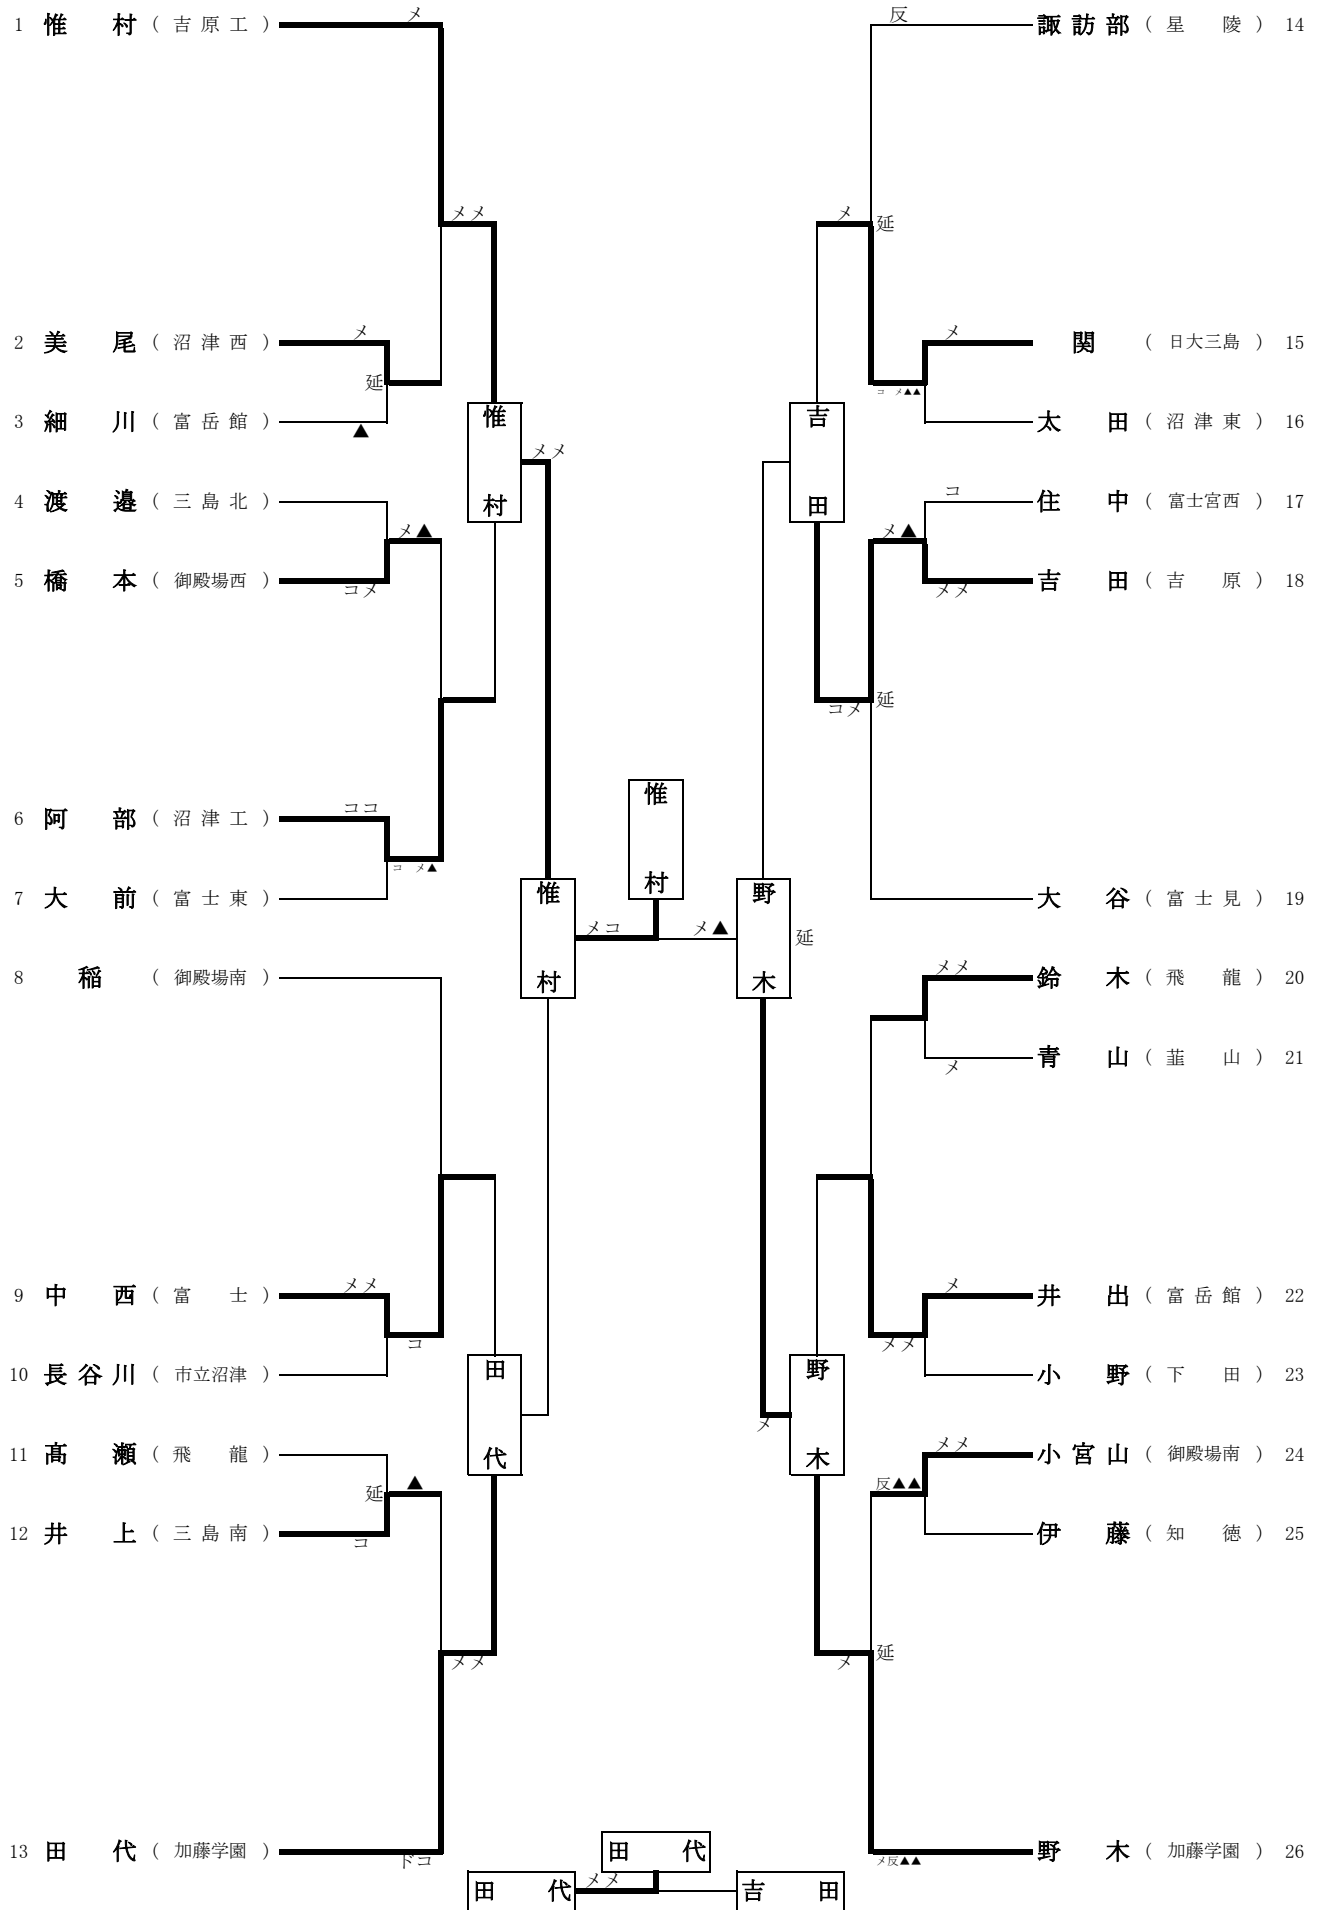 1 惟村 (吉原工) メ
反 諏訪部 (星陵) 14
メメ
メ 延
2 美尾 (沼津西) メ
メ 関 (日大三島) 15
延
コメ▲▲
3 細川 (富岳館) ▲
太田 (沼津東) 16
惟村
吉田
メメ
4 渡邉 (三島北)
コ 住中 (富士宮西) 17
メ▲
メ▲
5 橋本 (御殿場西) コメ
メメ 吉田 (吉原) 18
コメ 延
惟村
6 阿部 (沼津工) ココ
コメ▲
7 大前 (富士東)
大谷 (富士見) 19
惟村
野木
メコ
メ▲
延
8 稲 (御殿場南)
メメ 鈴木 (飛龍) 20
メ 青山 (韮山) 21
9 中西 (富士) メメ
メ 井出 (富岳館) 22
コ
メメ
10 長谷川 (市立沼津)
小野 (下田) 23
田代
野木
メ
11 髙瀬 (飛龍)
メメ 小宮山 (御殿場南) 24
延 ▲
反▲▲
12 井上 (三島南) コ
伊藤 (知徳) 25
メメ
メ 延
13 田代 (加藤学園) ドコ
メ反▲▲ 野木 (加藤学園) 26
田代
田代 メメ 吉田